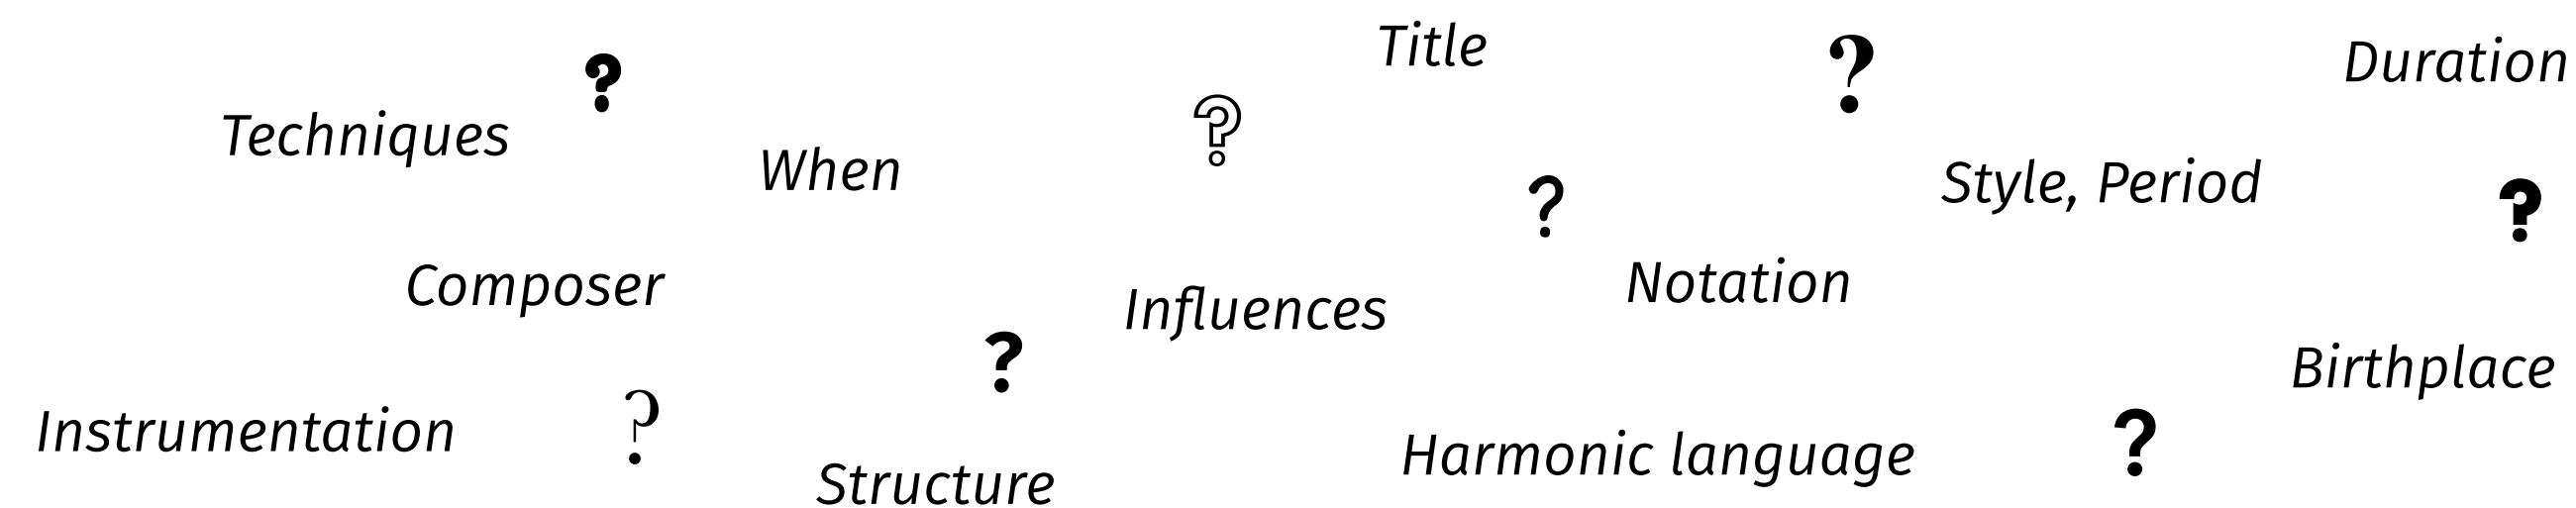 Title
?
Duration
?
Techniques
?
When
?
Style, Period
?
?
Composer
Notation
Influences
?
Birthplace
Instrumentation
?
Harmonic language
?
Structure